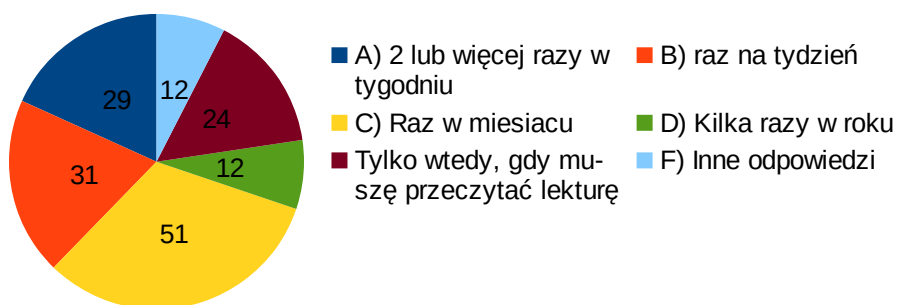 29
12
24
12
51
31
A) 2 lub więcej razy w
tygodniu
B) raz na tydzień
C) Raz w miesiacu
D) Kilka razy w roku
Tylko wtedy, gdy mu-
szę przeczytać lekturę
F) Inne odpowiedzi